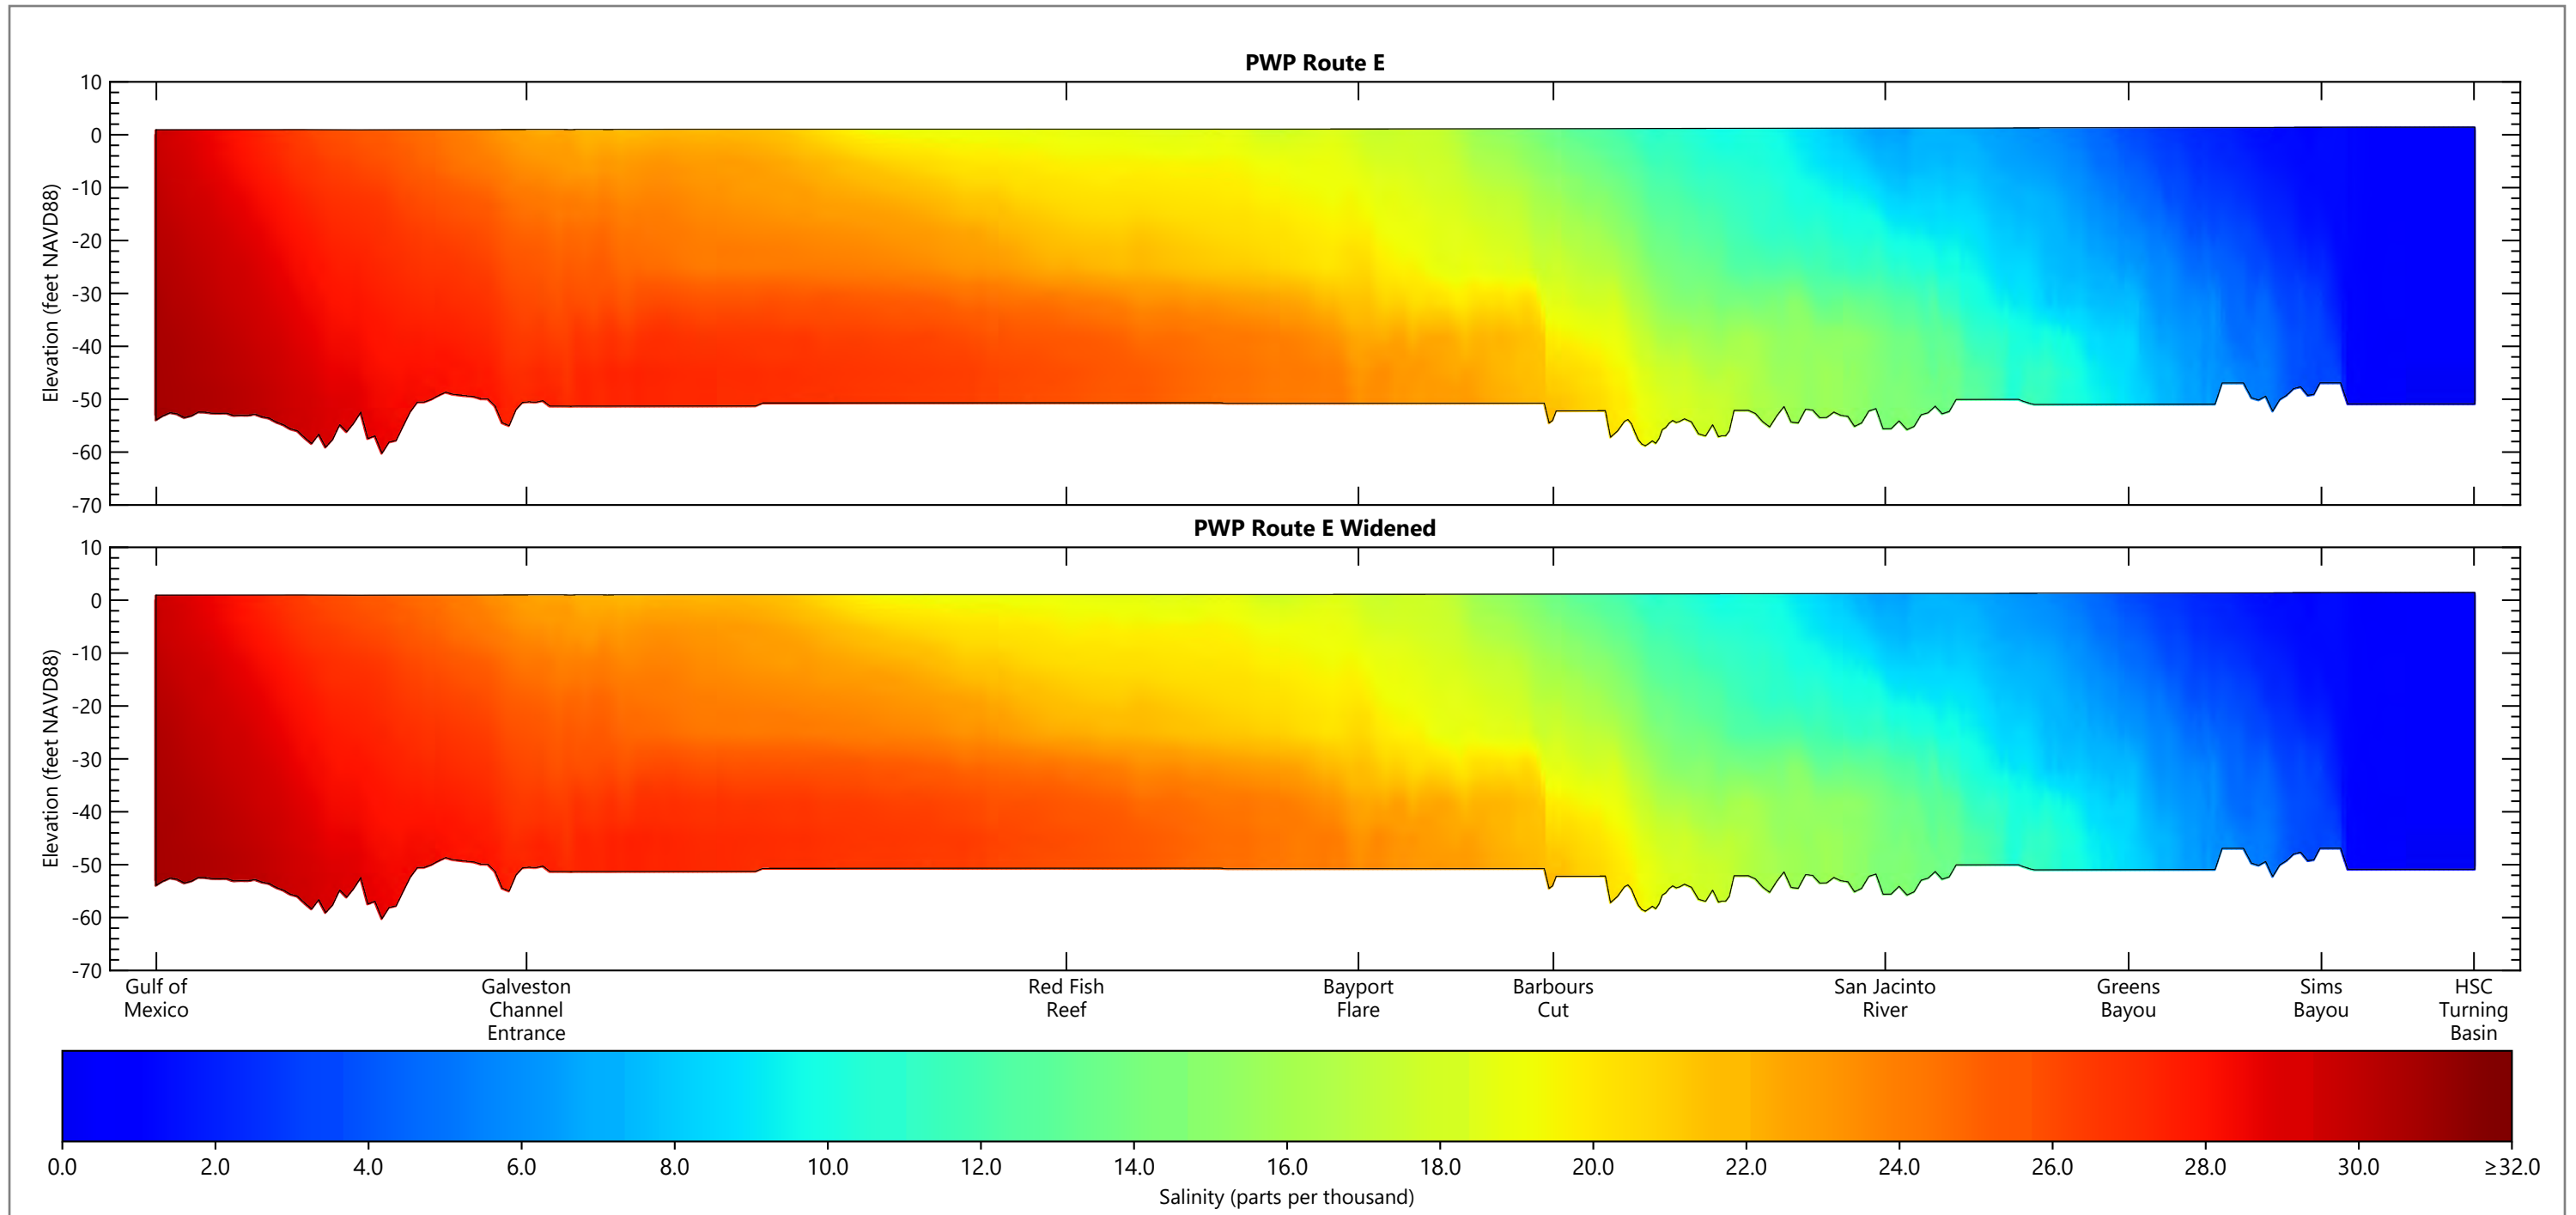 PWP Route E
10
0
-10
-20
-30
-40
-50
-60
-70
Elevation (feet NAVD88)
PWP Route E Widened
10
0
-10
-20
-30
-40
-50
-60
-70
Elevation (feet NAVD88)
Gulf of
Mexico
Galveston
Channel
Entrance
Red Fish
Reef
Bayport
Flare
Barbours
Cut
San Jacinto
River
Greens
Bayou
Sims
Bayou
HSC
Turning
Basin
0.0 2.0 4.0 6.0 8.0 10.0 12.0 14.0 16.0 18.0 20.0 22.0 24.0 26.0 28.0 30.0 ≥32.0
Salinity (parts per thousand)